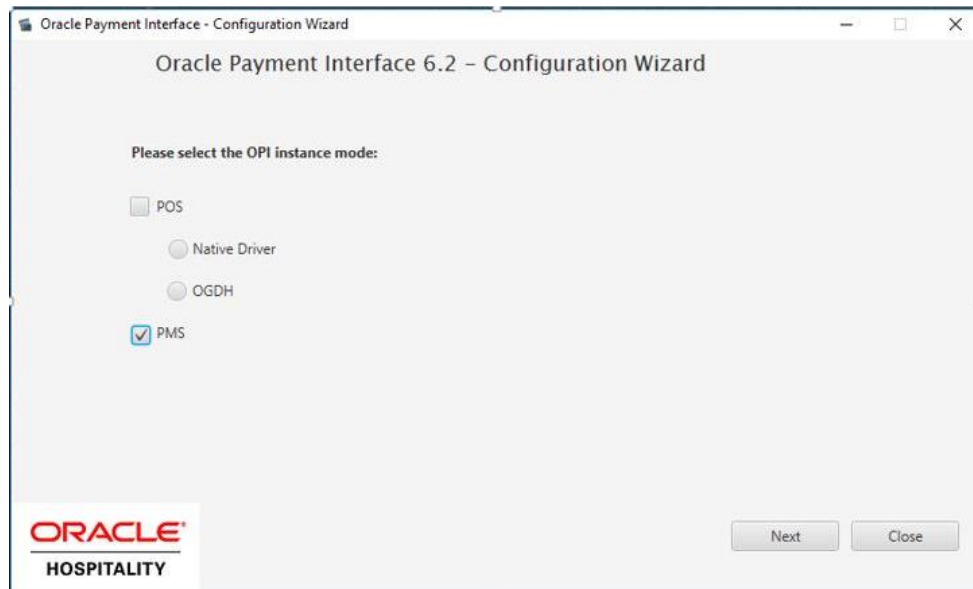 Oracle Payment Interface - Configuration Wizard
Oracle Payment Interface 6.2 – Configuration Wizard
Please select the OPI instance mode:
POS
Native Driver
OGDH
PMS
ORACLE®
HOSPITALITY
Next
Close